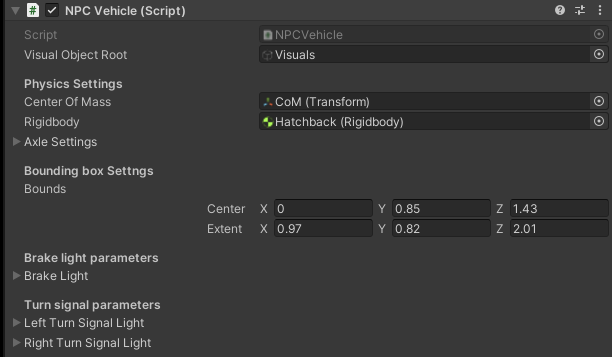 # NPC Vehicle (Script)
Script NPCVehicle
Visual Object Root Visuals
Physics Settings
Center Of Mass CoM (Transform)
Rigidbody Hatchback (Rigidbody)
Axle Settings
Bounding box Settngs
Bounds
Center X 0 Y 0.85 Z 1.43
Extent X 0.97 Y 0.82 Z 2.01
Brake light parameters
Brake Light
Turn signal parameters
Left Turn Signal Light
Right Turn Signal Light